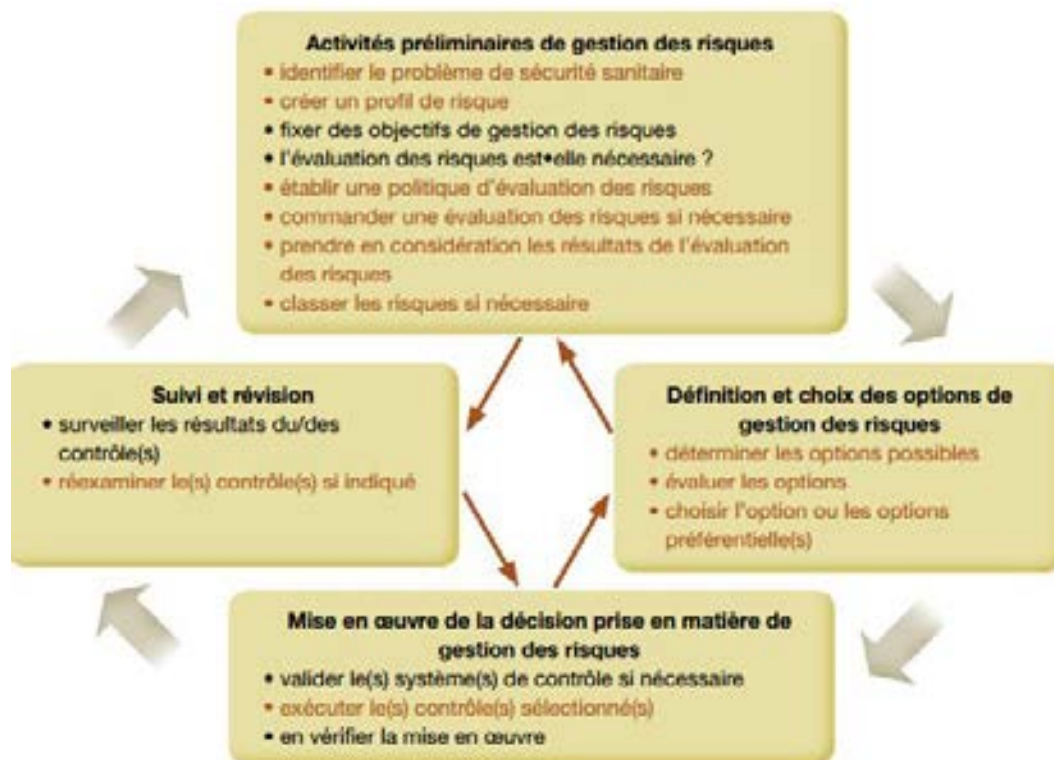 Activités préliminaires de gestion des risques
• identifier le problème de sécurité sanitaire
• créer un profil de risque
• fixer des objectifs de gestion des risques
• l'évaluation des risques est•elle nécessaire ?
• établir une politique d'évaluation des risques
• commander une évaluation des risques si nécessaire
• prendre en considération les résultats de l'évaluation
des risques
• classer les risques si nécessaire
Suivi et révision
• surveiller les résultats du/des
contrôle(s)
• réexaminer le(s) contrôle(s) si indiqué
Définition et choix des options de
gestion des risques
• déterminer les options possibles
• évaluer les options
• choisir l'option ou les options
préférentielle(s)
Mise en œuvre de la décision prise en matière de
gestion des risques
• valider le(s) système(s) de contrôle si nécessaire
• exécuter le(s) contrôle(s) sélectionné(s)
• en vérifier la mise en œuvre